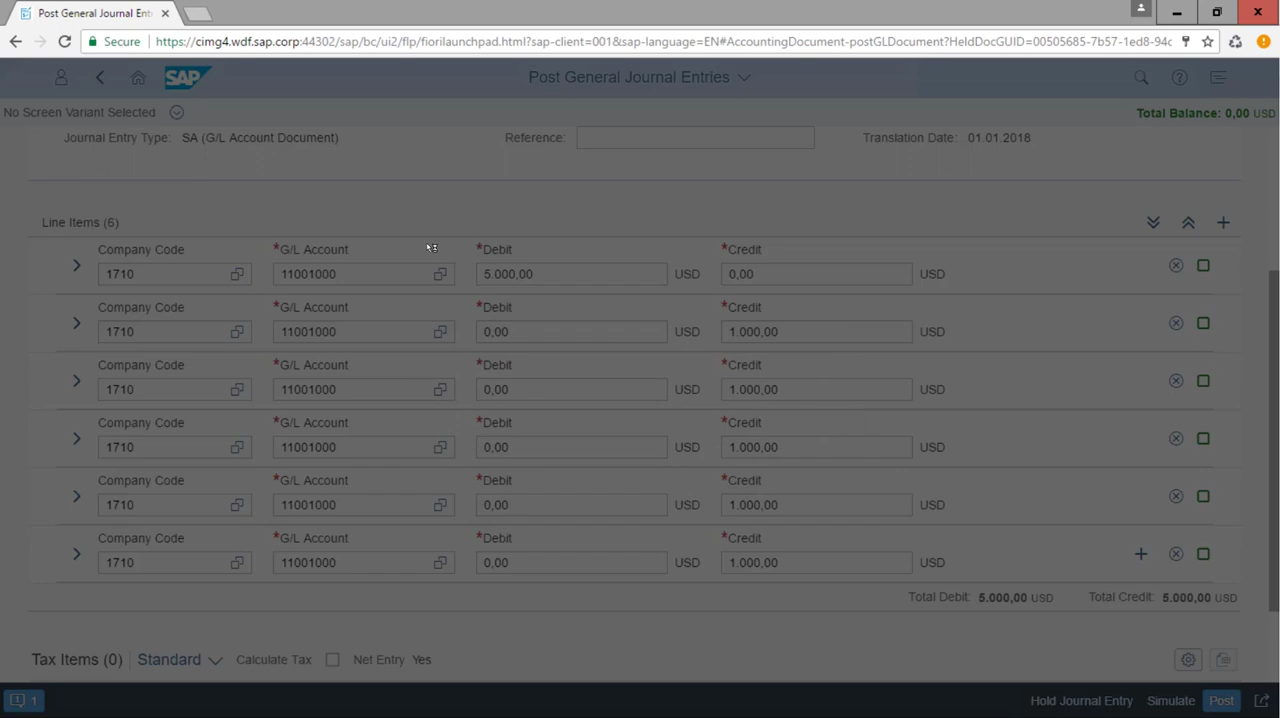 Post General Journal Ent
Secure https://cimg4.wdf.sap.corp:44302/sap/bc/ui2/flp/fiorilaunchpad.html?sap-client=001&sap-language=EN#AccountingDocument-postGLDocument?HeldDocGUID=00505685-7b57-1ed8-94c
SAP Post General Journal Entries
No Screen Variant Selected Total Balance: 0,00 USD
Journal Entry Type: SA (G/L Account Document) Reference: Translation Date: 01.01.2018
Line Items (6)
Company Code *G/L Account *Debit *Credit
1710 11001000 5.000,00 USD 0,00 USD
Company Code *G/L Account *Debit *Credit
1710 11001000 0,00 USD 1.000,00 USD
Company Code *G/L Account *Debit *Credit
1710 11001000 0,00 USD 1.000,00 USD
Company Code *G/L Account *Debit *Credit
1710 11001000 0,00 USD 1.000,00 USD
Company Code *G/L Account *Debit *Credit
1710 11001000 0,00 USD 1.000,00 USD
Company Code *G/L Account *Debit *Credit
1710 11001000 0,00 USD 1.000,00 USD
Total Debit: 5.000,00 USD Total Credit: 5.000,00 USD
Tax Items (0) Standard Calculate Tax Net Entry Yes
1 Hold Journal Entry Simulate Post